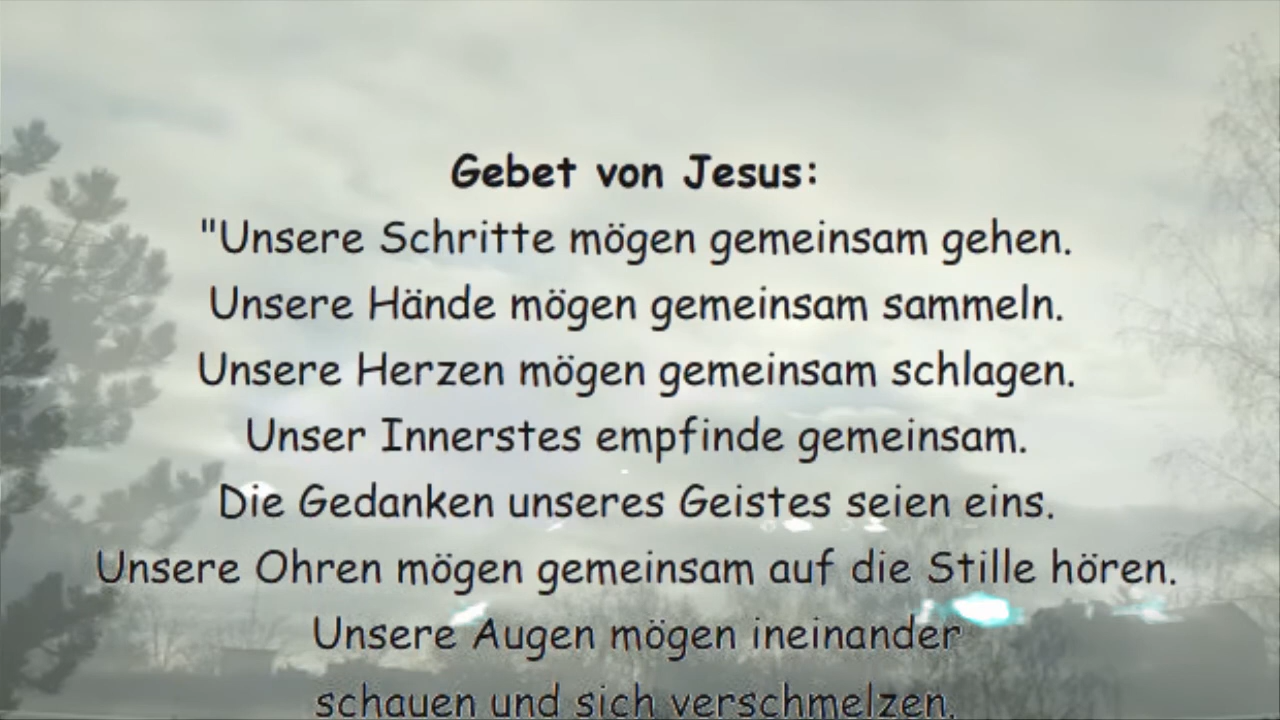 Gebet von Jesus:
"Unsere Schritte mögen gemeinsam gehen.
Unsere Hände mögen gemeinsam sammeln.
Unsere Herzen mögen gemeinsam schlagen.
Unser Innerstes empfinde gemeinsam.
Die Gedanken unseres Geistes seien eins.
Unsere Ohren mögen gemeinsam auf die Stille hören.
Unsere Augen mögen ineinander
schauen und sich verschmelzen.